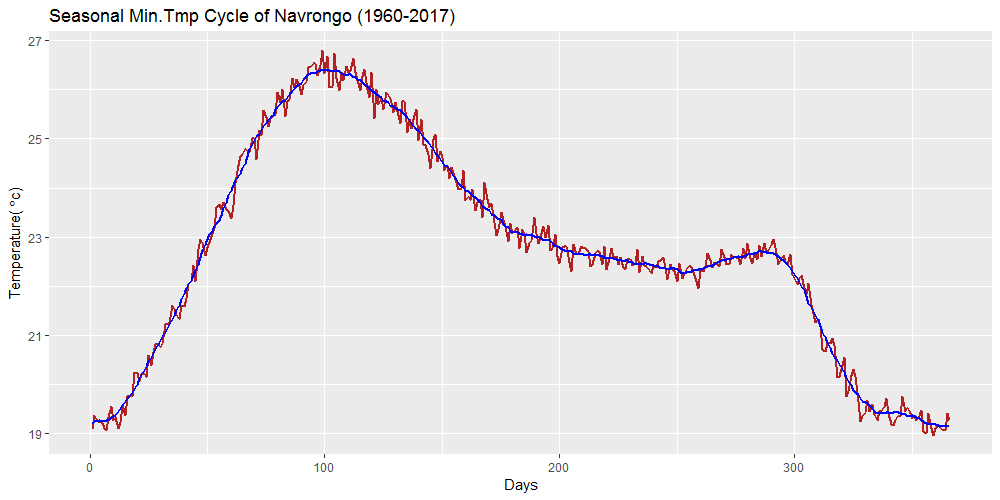 Seasonal Min.Tmp Cycle of Navrongo (1960-2017)
27
25
23
21
19
Temperature( °c)
0 100 200 300
Days